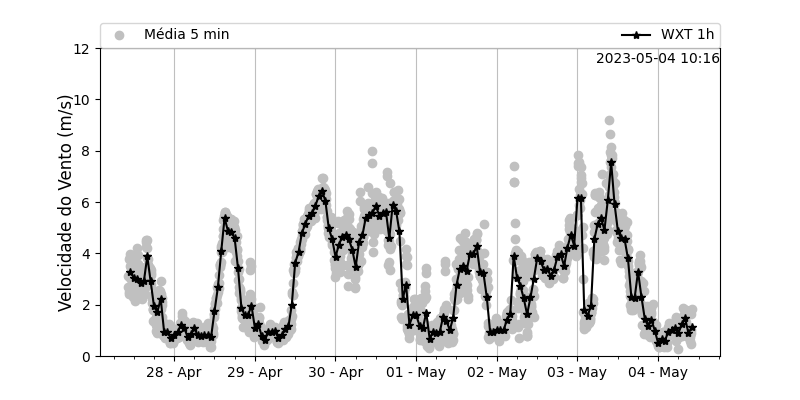 Média 5 min
WXT 1h
2023-05-04 10:16
Velocidade do Vento (m/s)
12
10
8
6
4
2
0
28 - Apr
29 - Apr
30 - Apr
01 - May
02 - May
03 - May
04 - May